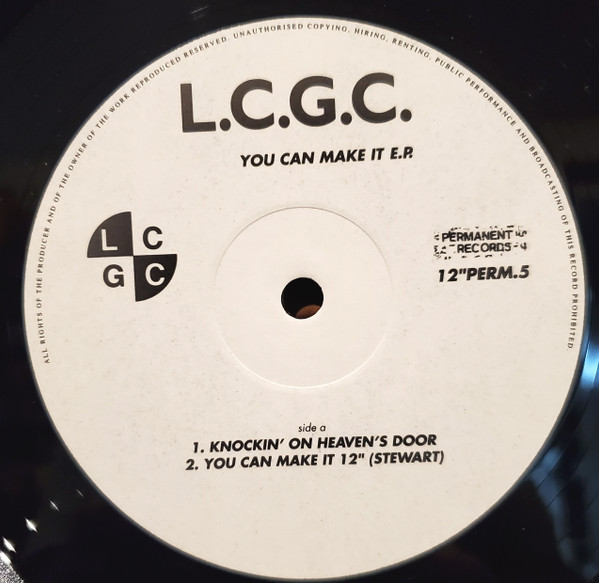 ALL RIGHTS OF THE PRODUCER AND OF THE OWNER OF THE WORK REPRODUCED RESERVED. UNAUTHORISED COPYING, HIRING, RENTING, PUBLIC PERFORMANCE AND BROADCASTING OF THIS RECORD PROHIBITED
L.C.G.C.
YOU CAN MAKE IT E.P.
L C
G C
PERMANENT
RECORDS
12"PERM.5
side a
1. KNOCKIN' ON HEAVEN'S DOOR
2. YOU CAN MAKE IT 12" (STEWART)